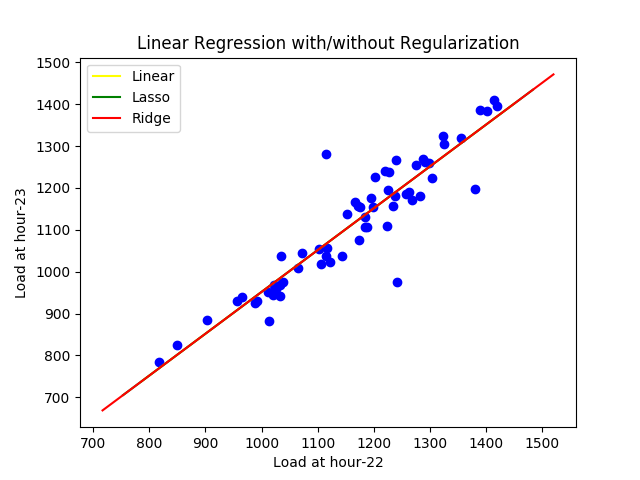 Linear Regression with/without Regularization
Linear
Lasso
Ridge
1500
1400
1300
1200
1100
1000
900
800
700
Load at hour-23
700 800 900 1000 1100 1200 1300 1400 1500
Load at hour-22